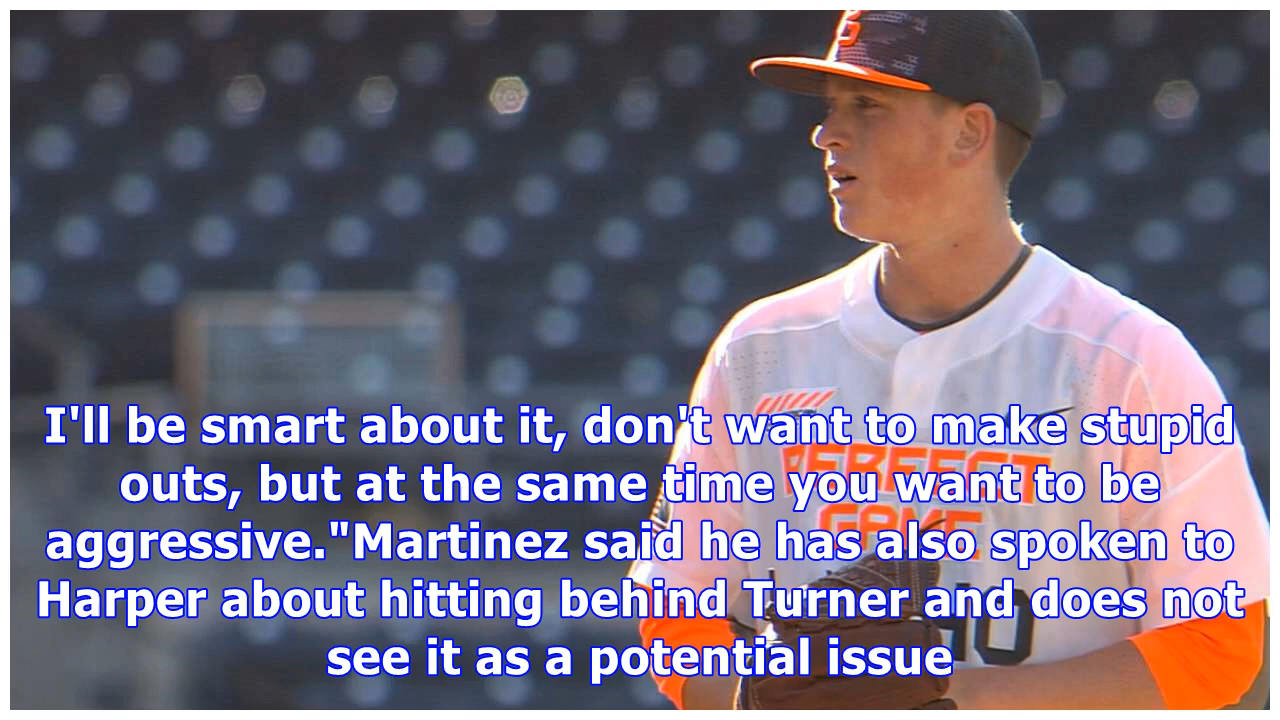 I'll be smart about it, don't want to make stupid
outs, but at the same time you want to be
aggressive."Martinez said he has also spoken to
Harper about hitting behind Turner and does not
see it as a potential issue
PERFECT
GAME